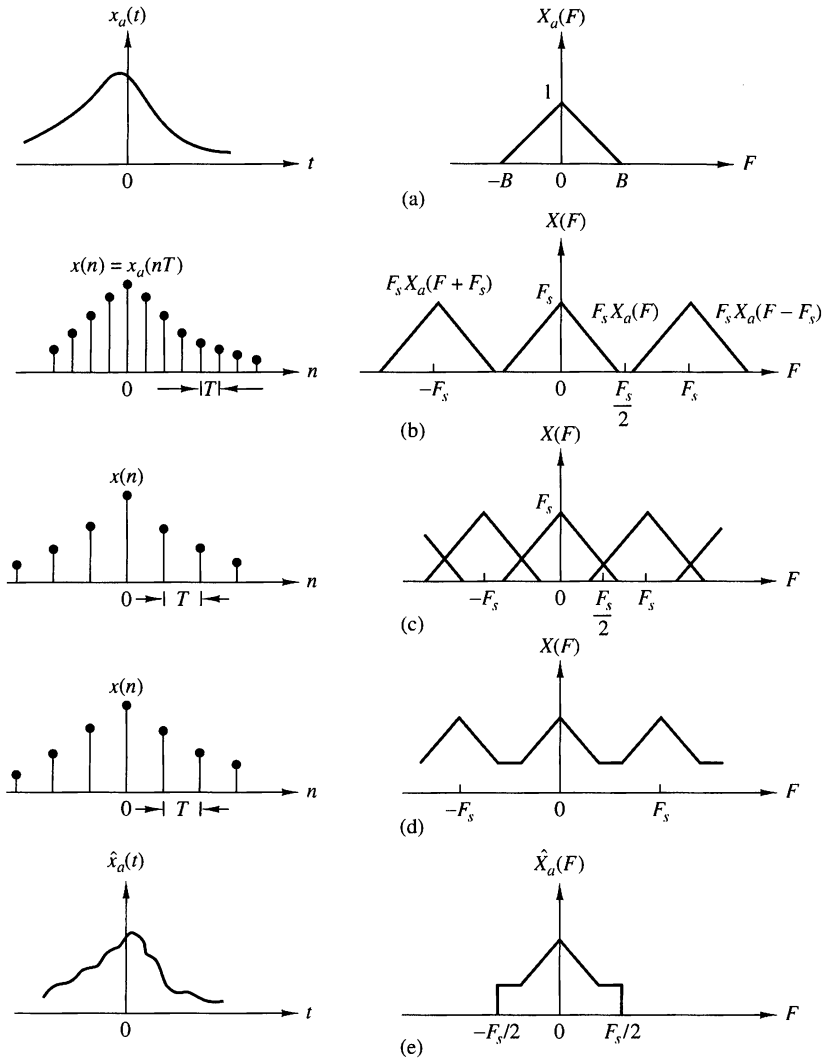 x_a(t)
X_a(F)
1
0
t
−B
0
B
F
(a)
x(n) = x_a(nT)
X(F)
F_s X_a(F + F_s)
F_s
F_s X_a(F)
F_s X_a(F − F_s)
0
T
n
−F_s
0
F_s/2
F_s
F
(b)
x(n)
X(F)
F_s
0
T
n
−F_s
0
F_s/2
F_s
F
(c)
x(n)
X(F)
0
T
n
−F_s
0
F_s
F
(d)
x̂_a(t)
X̂_a(F)
0
t
−F_s/2
0
F_s/2
F
(e)